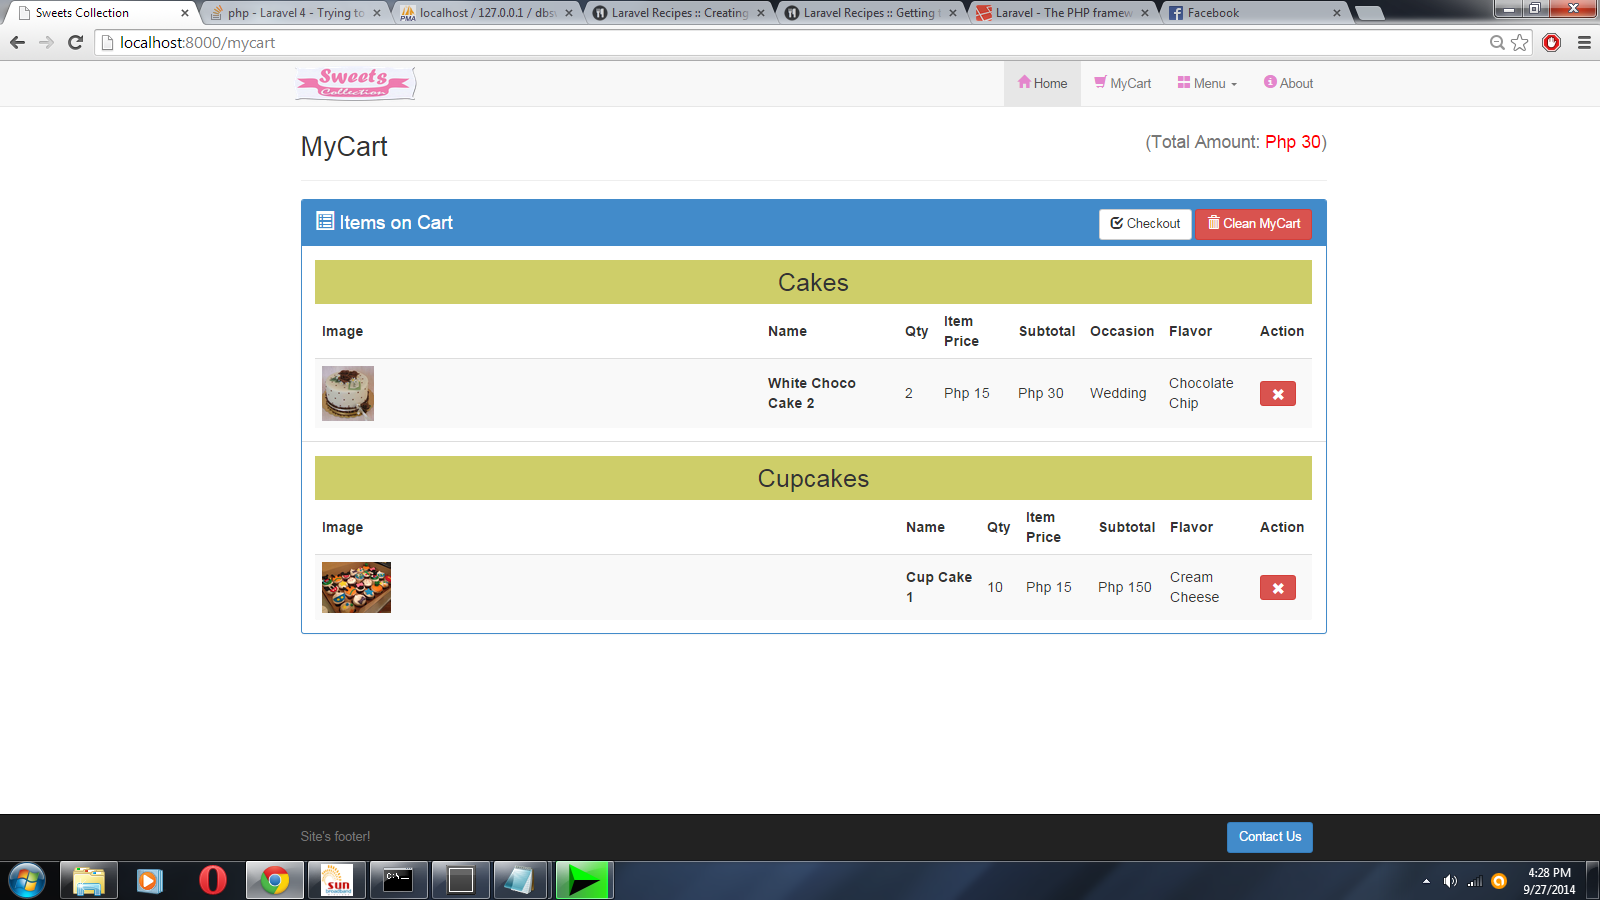 Sweets Collection
php - Laravel 4 - Trying to
localhost / 127.0.0.1 / dbsw
Laravel Recipes :: Creating
Laravel Recipes :: Getting
Laravel - The PHP framew
Facebook
localhost:8000/mycart
Sweets
Collection
Home
MyCart
Menu
About
MyCart
(Total Amount: Php 30)
Items on Cart
Checkout
Clean MyCart
Cakes
Image
Name
Qty
Item
Price
Subtotal
Occasion
Flavor
Action
White Choco
Cake 2
2
Php 15
Php 30
Wedding
Chocolate
Chip
Cupcakes
Image
Name
Qty
Item
Price
Subtotal
Flavor
Action
Cup Cake
1
10
Php 15
Php 150
Cream
Cheese
Site's footer!
Contact Us
PMA
sun
C:\
4:28 PM
9/27/2014